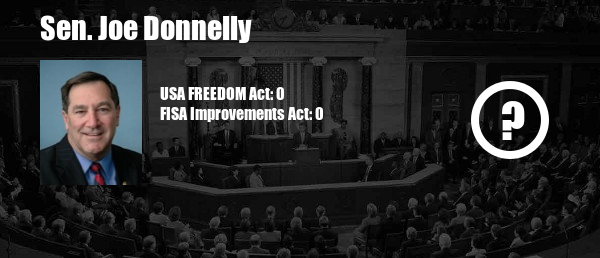 Sen. Joe Donnelly
USA FREEDOM Act: 0
FISA Improvements Act: 0
?